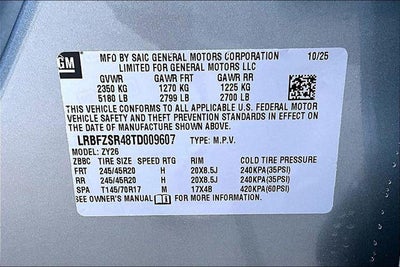 GM
MFD BY SAIC GENERAL MOTORS CORPORATION 10/25
LIMITED FOR GENERAL MOTORS LLC
GVWR GAWR FRT GAWR RR
2350 KG 1270 KG 1225 KG
5180 LB 2799 LB 2700 LB
THIS VEHICLE CONFORMS TO ALL APPLICABLE U.S. FEDERAL MOTOR
VEHICLE SAFETY AND THEFT PREVENTION STANDARDS IN EFFECT ON THE
DATE OF MANUFACTURE SHOWN ABOVE.
LRBFZSR48TD009607 TYPE: M.P.V.
MODEL: ZY26
ZBBC TIRE SIZE SPEED RTG RIM COLD TIRE PRESSURE
FRT 245/45R20 H 20X8.5J 240KPA(35PSI)
RR 245/45R20 H 20X8.5J 240KPA(35PSI)
SPA T145/70R17 M 17X4B 420KPA(60PSI)
SEE OWNER'S MANUAL FOR MORE INFORMATION.